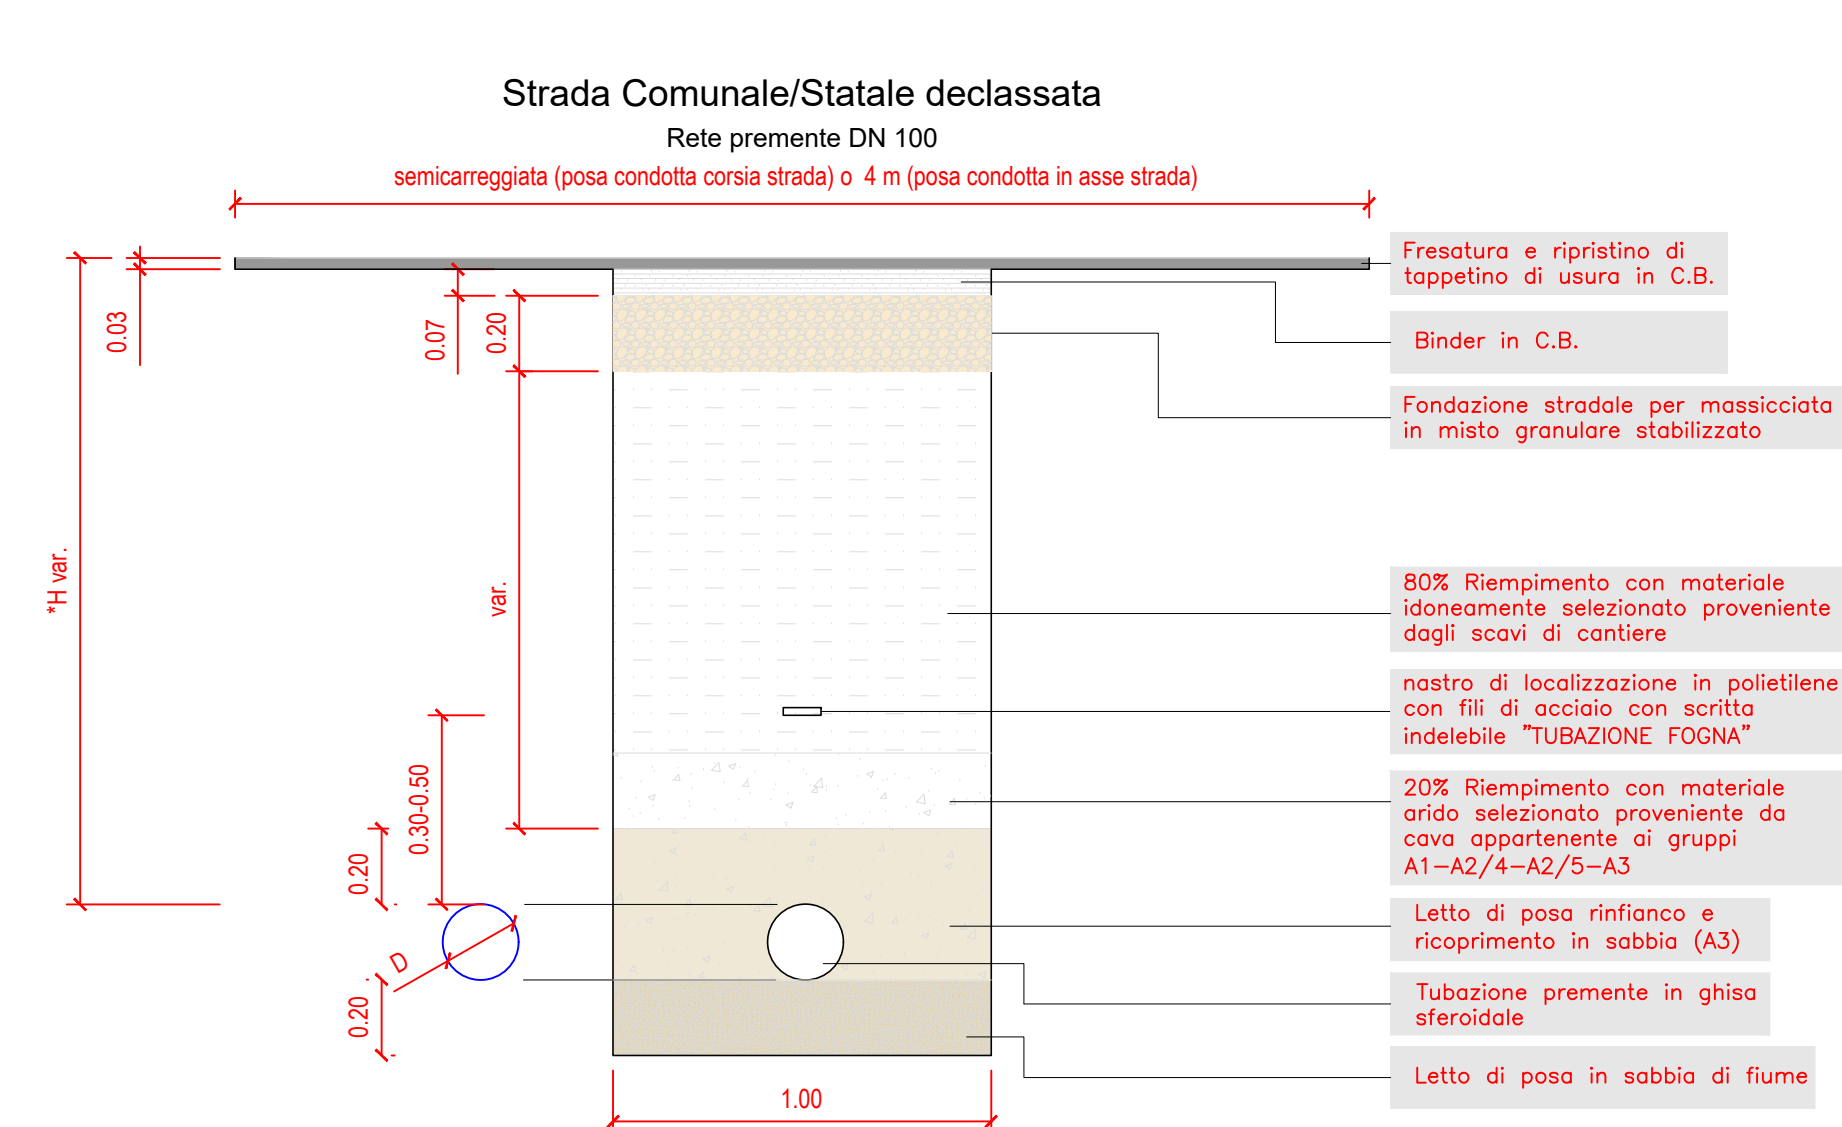 Strada Comunale/Statale declassata
Rete premente DN 100
semicarreggiata (posa condotta corsia strada) o 4 m (posa condotta in asse strada)
Fresatura e ripristino di
tappetino di usura in C.B.
Binder in C.B.
Fondazione stradale per massicciata
in misto granulare stabilizzato
80% Riempimento con materiale
idoneamente selezionato proveniente
dagli scavi di cantiere
nastro di localizzazione in polietilene
con fili di acciaio con scritta
indelebile "TUBAZIONE FOGNA"
20% Riempimento con materiale
arido selezionato proveniente da
cava appartenente ai gruppi
A1-A2/4-A2/5-A3
Letto di posa rinfianco e
ricoprimento in sabbia (A3)
Tubazione premente in ghisa
sferoidale
Letto di posa in sabbia di fiume
0.03
0.07
0.20
*H var.
var.
0.30-0.50
0.20
D
0.20
1.00